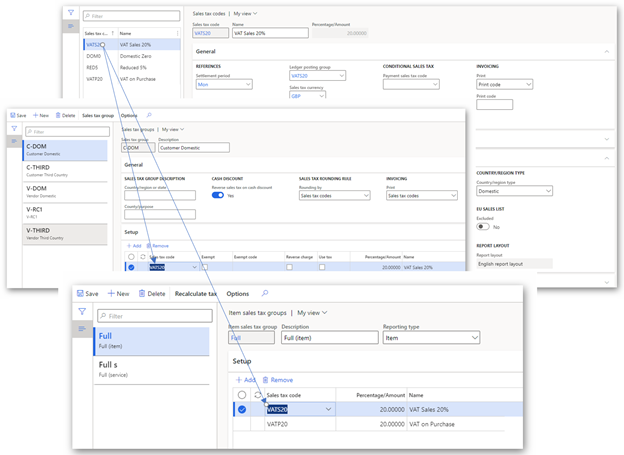 Filter
Sales tax c... ↑ Name
VATS20 VAT Sales 20%
DOM0 Domestic Zero
RED5 Reduced 5%
VATP20 VAT on Purchase
Sales tax codes | My view
Sales tax code Name Percentage/Amount
VATS20 VAT Sales 20% 20.00000
General
REFERENCES
Settlement period
Mon
Ledger posting group
VATS20
Sales tax currency
GBP
CONDITIONAL SALES TAX
Payment sales tax code
INVOICING
Print
Print code
Print code
COUNTRY/REGION TYPE
Country/region type
Domestic
EU SALES LIST
Excluded
No
REPORT LAYOUT
Report layout
English report layout
Save New Delete Sales tax group Options
Filter
C-DOM
Customer Domestic
C-THIRD
Customer Third Country
V-DOM
Vendor Domestic
V-RC1
V-RC1
V-THIRD
Vendor Third Country
Sales tax groups | My view
Sales tax group Description
C-DOM Customer Domestic
General
SALES TAX GROUP DESCRIPTION
Country/region or state
County/purpose
CASH DISCOUNT
Reverse sales tax on cash discount
Yes
SALES TAX ROUNDING RULE
Rounding by
Sales tax codes
INVOICING
Print
Sales tax codes
Setup
Add Remove
Sales tax code Exempt Exempt code Reverse charge Use tax Percentage/Amount Name
VATS20 20.00000 VAT Sales 20%
Save New Delete Recalculate tax Options
Filter
Full
Full (item)
Full s
Full (service)
Item sales tax groups | My view
Item sales tax group Description Reporting type
Full Full (item) Item
Setup
Add Remove
Sales tax code Percentage/Amount Name
VATS20 20.00000 VAT Sales 20%
VATP20 20.00000 VAT on Purchase